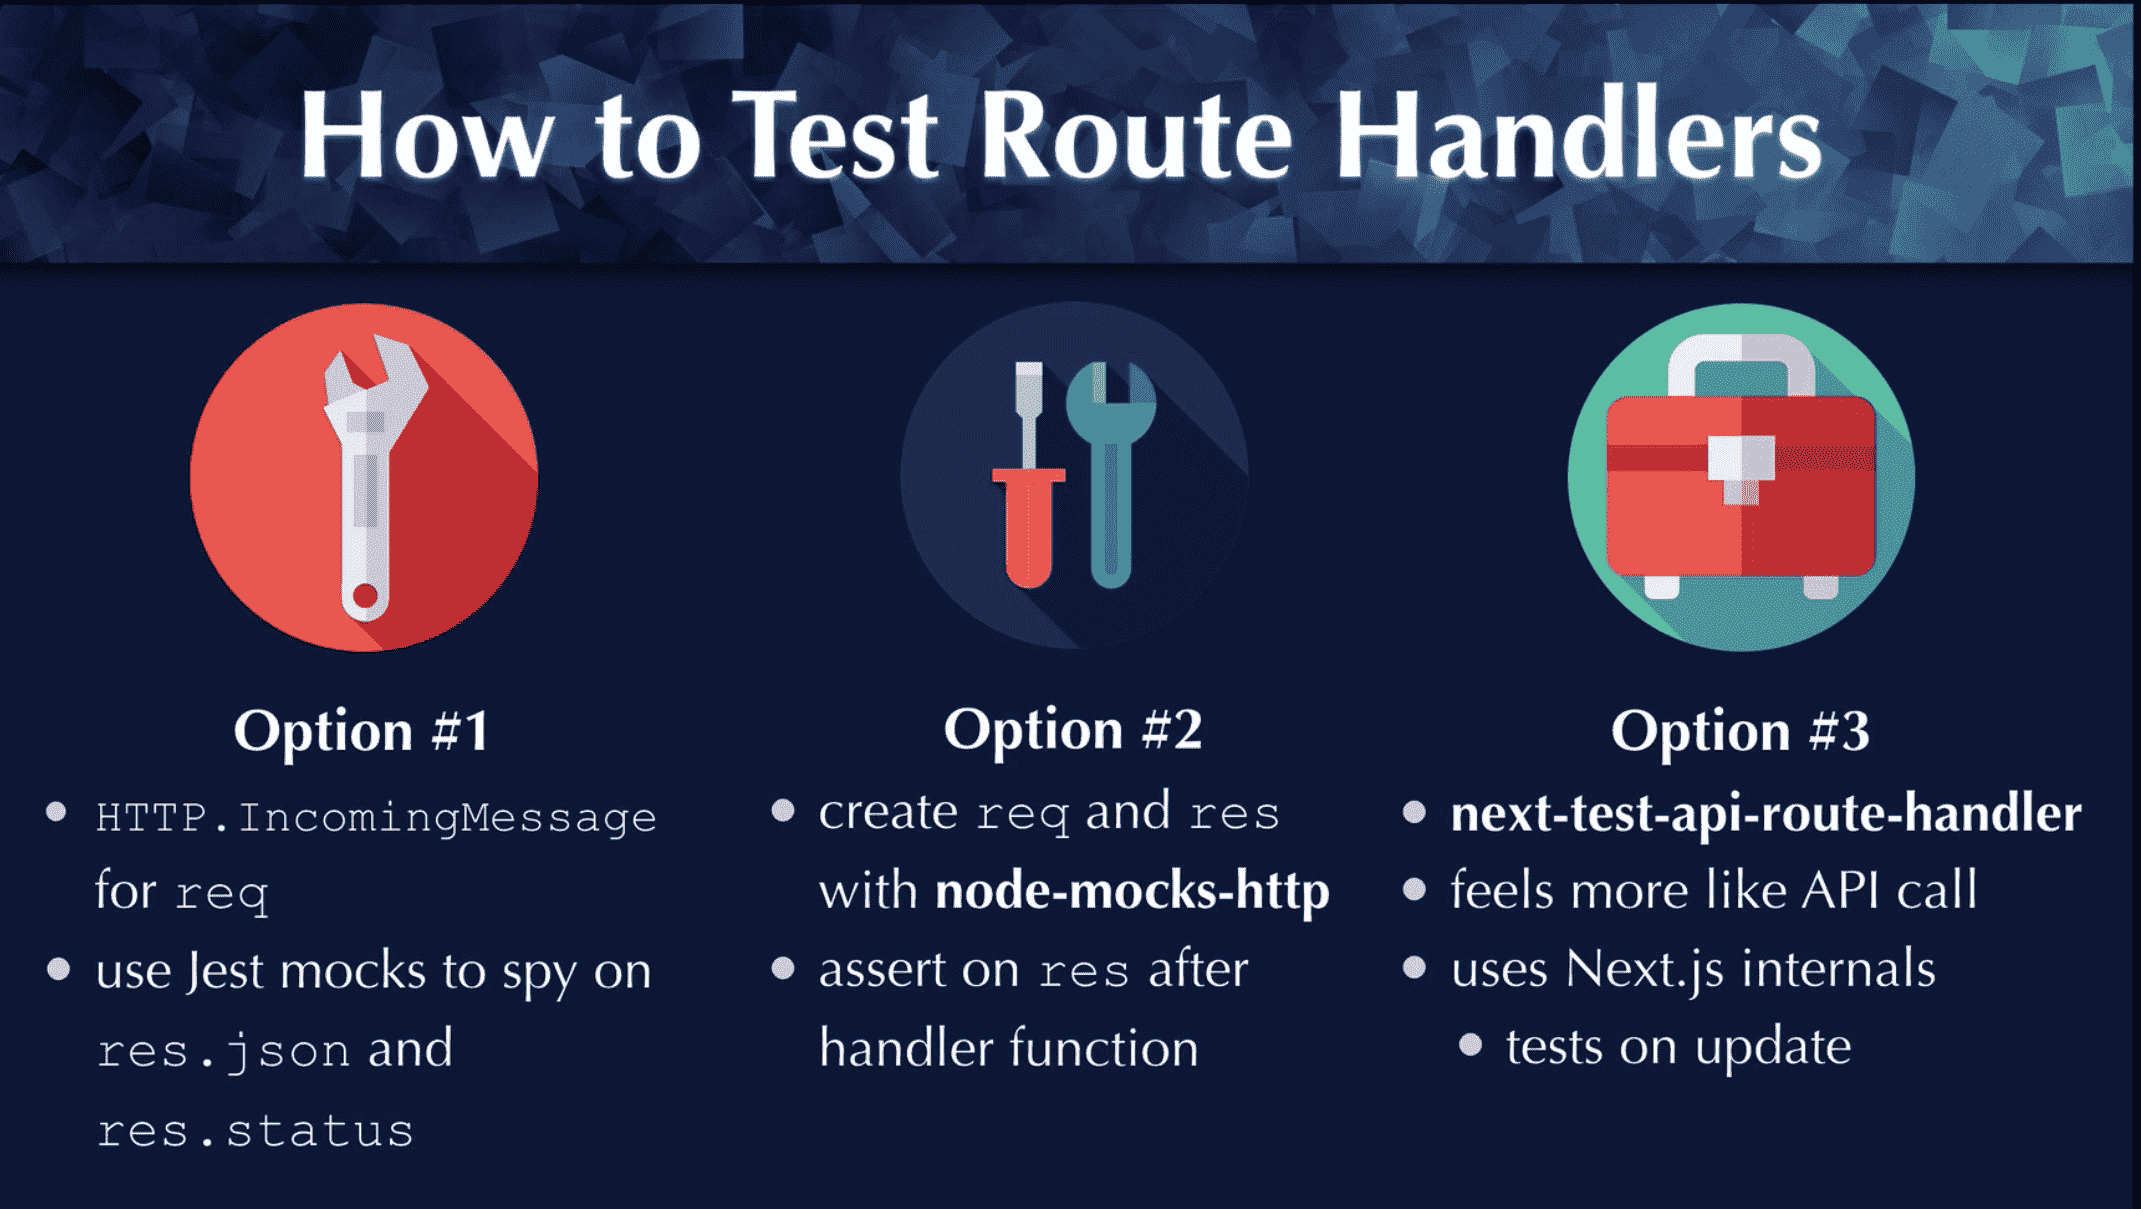 How to Test Route Handlers
Option #1
HTTP.IncomingMessage
for req
use Jest mocks to spy on
res.json and
res.status
Option #2
create req and res
with node-mocks-http
assert on res after
handler function
Option #3
next-test-api-route-handler
feels more like API call
uses Next.js internals
tests on update